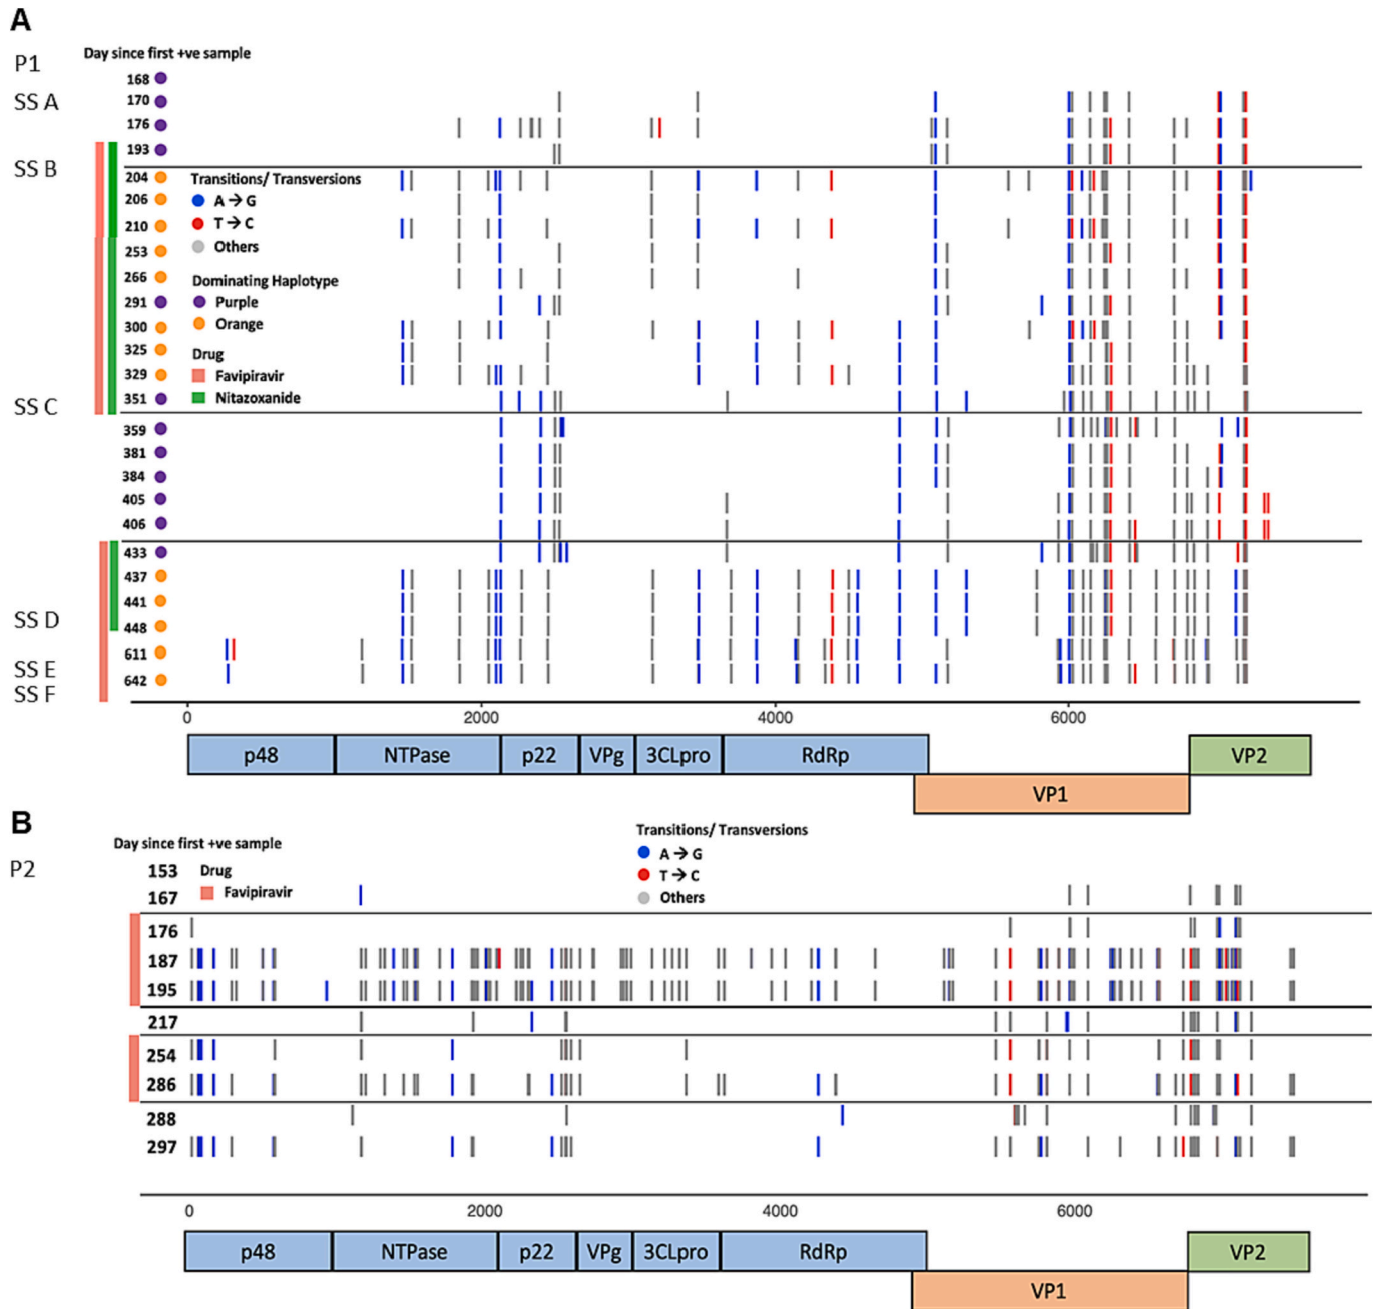 A
Day since first +ve sample
P1
168
SS A
170
176
193
SS B
204
Transitions/ Transversions
A → G
206
T → C
210
Others
253
266
Dominating Haplotype
291
Purple
300
Orange
325
Drug
329
Favipiravir
351
Nitazoxanide
SS C
359
381
384
405
406
433
437
441
SS D
448
611
SS E
642
SS F
0 2000 4000 6000
p48 NTPase p22 VPg 3CLpro RdRp VP2
VP1
B
Transitions/ Transversions
Day since first +ve sample
A → G
P2
153
Drug
T → C
167
Favipiravir
Others
176
187
195
217
254
286
288
297
0 2000 4000 6000
p48 NTPase p22 VPg 3CLpro RdRp VP2
VP1